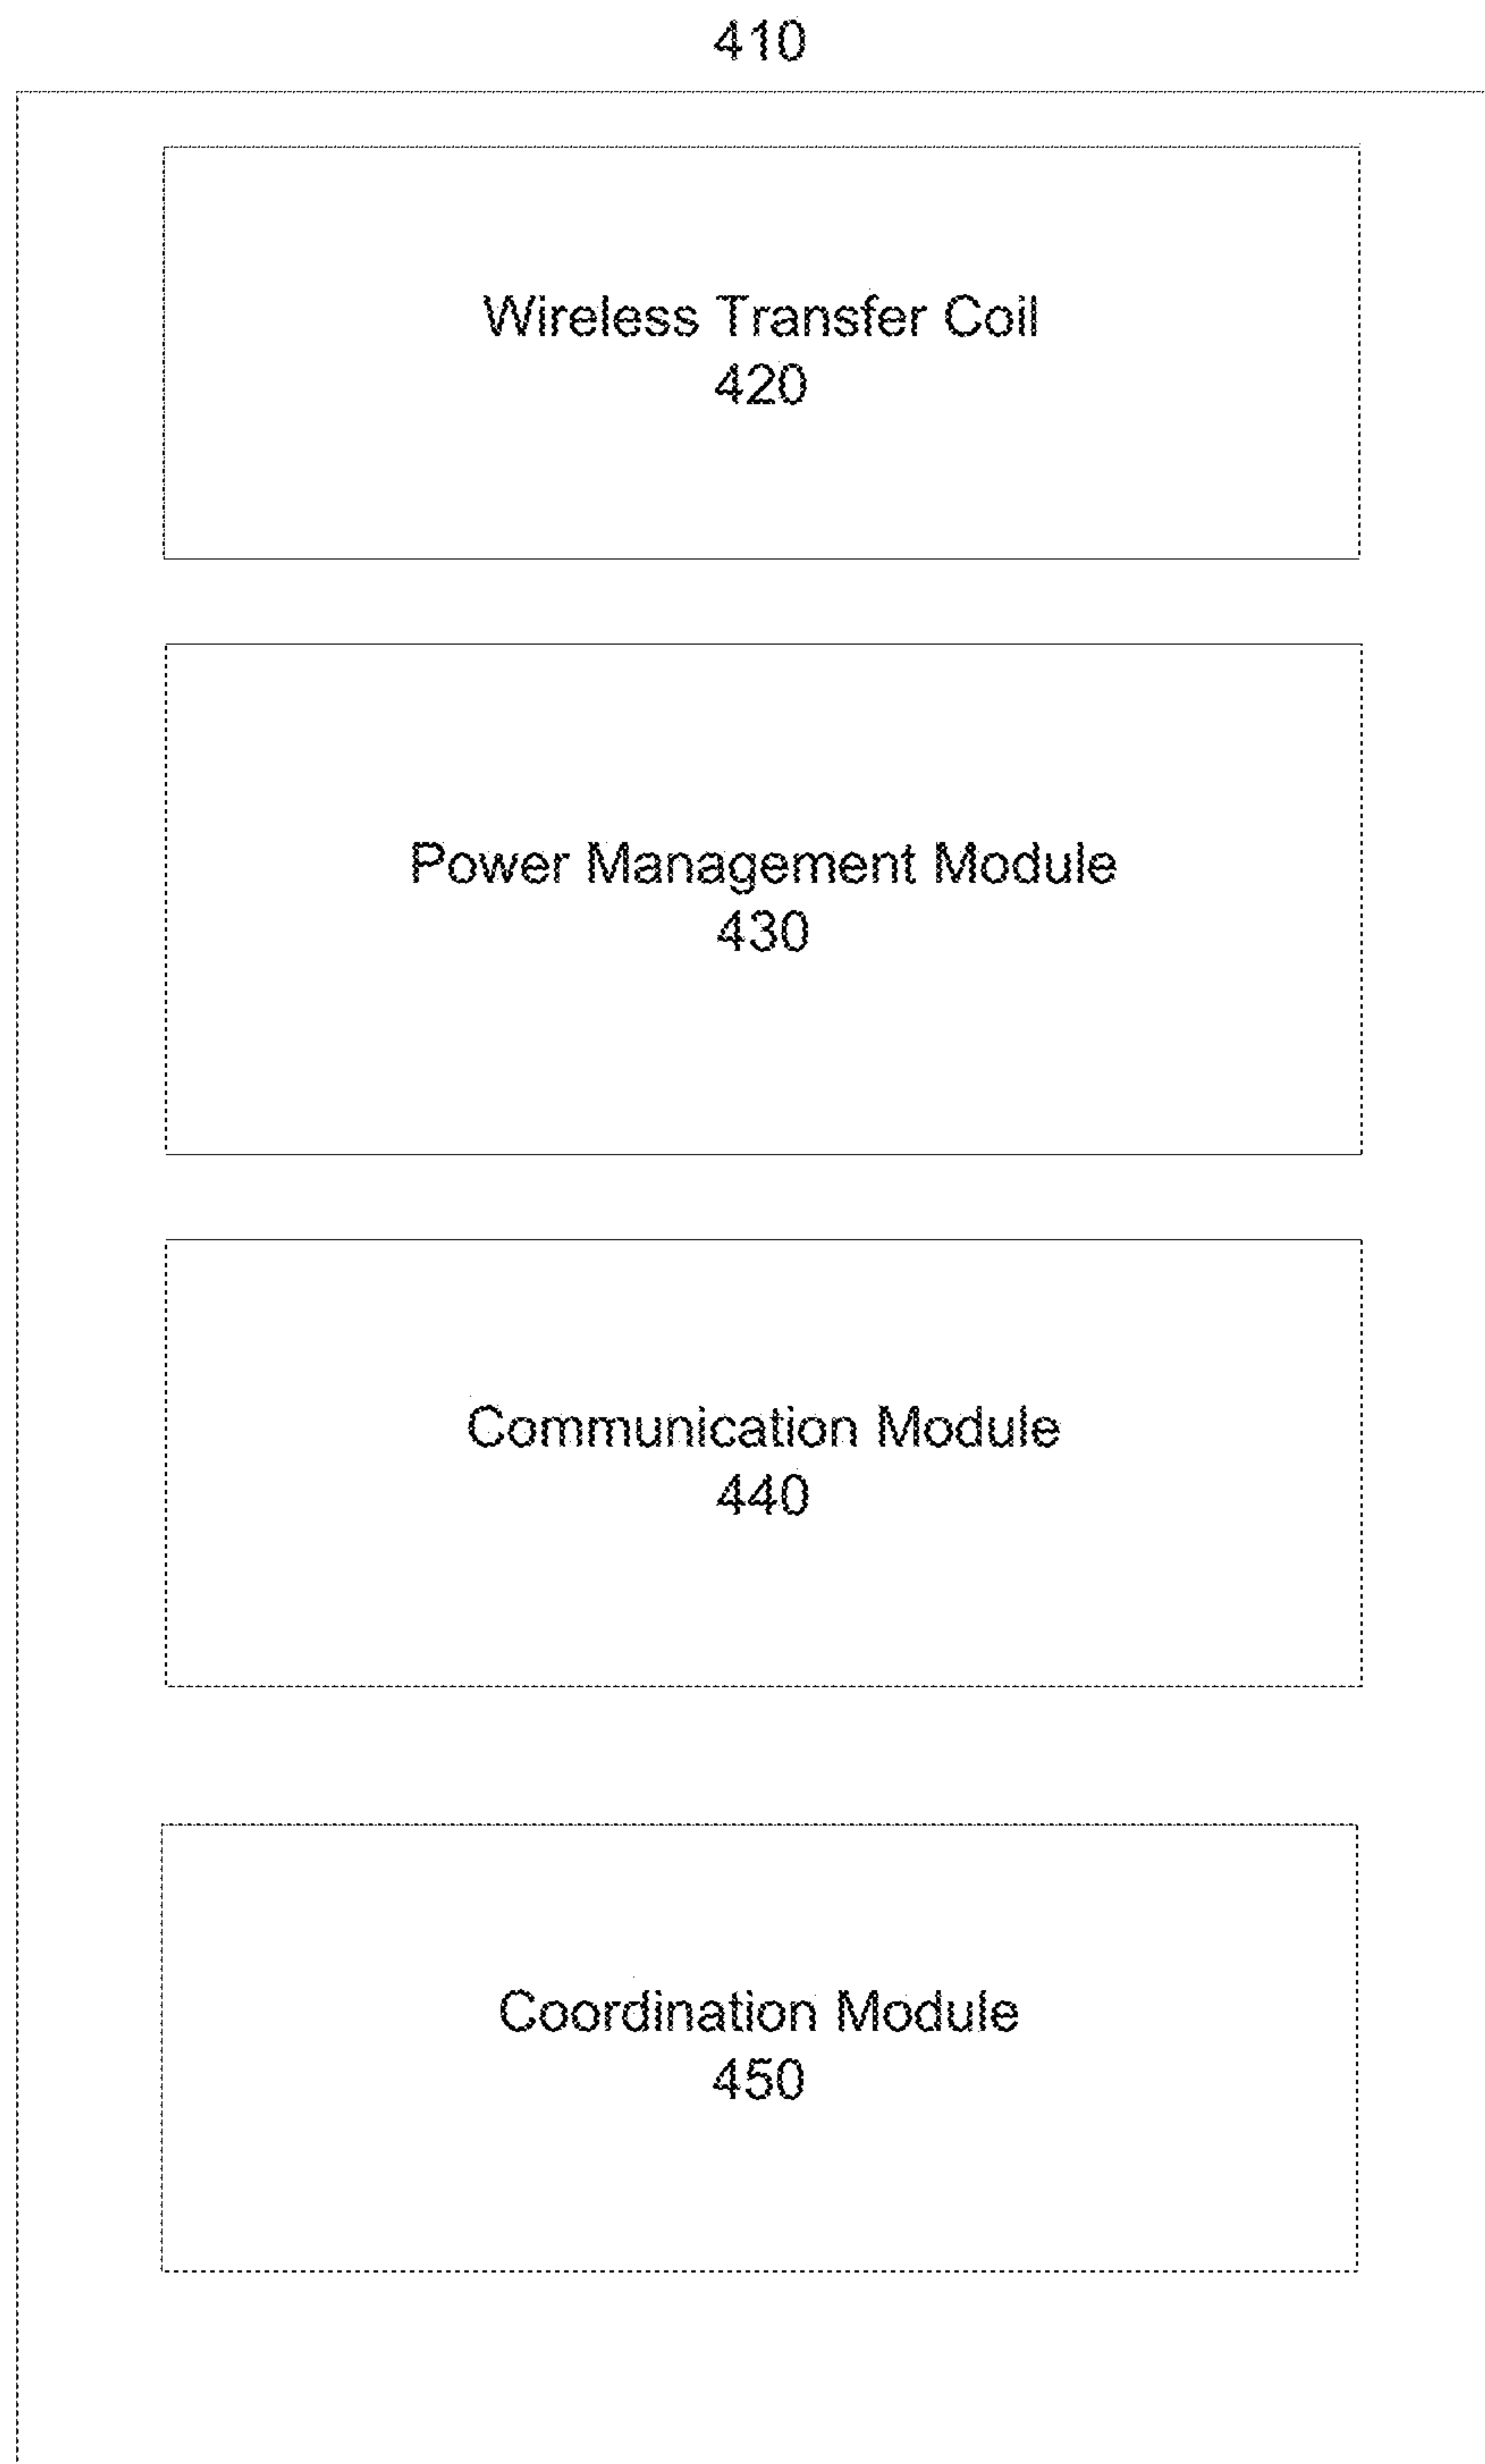 410
Wireless Transfer Coil
420
Power Management Module
430
Communication Module
440
Coordination Module
450